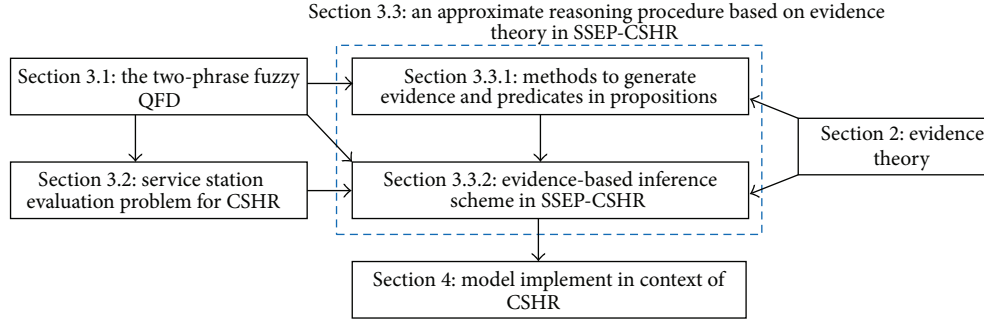 Section 3.3: an approximate reasoning procedure based on evidence
theory in SSEP-CSHR
Section 3.1: the two-phrase fuzzy
QFD
Section 3.3.1: methods to generate
evidence and predicates in propositions
Section 2: evidence
theory
Section 3.2: service station
evaluation problem for CSHR
Section 3.3.2: evidence-based inference
scheme in SSEP-CSHR
Section 4: model implement in context of
CSHR